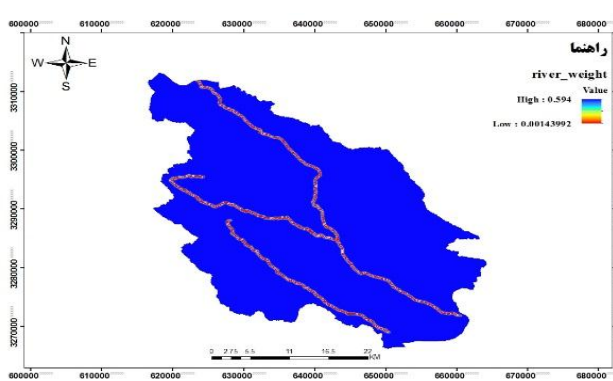 600000 610000 620000 630000 640000 650000 660000 670000 680000
N
W E
S
راهنما
river_weight
Value
High : 0.594
Low : 0.00143992
3310000
3300000
3290000
3280000
3270000
0 2.75 5.5 11 16.5 22
KM
600000 610000 620000 630000 640000 650000 660000 670000 680000